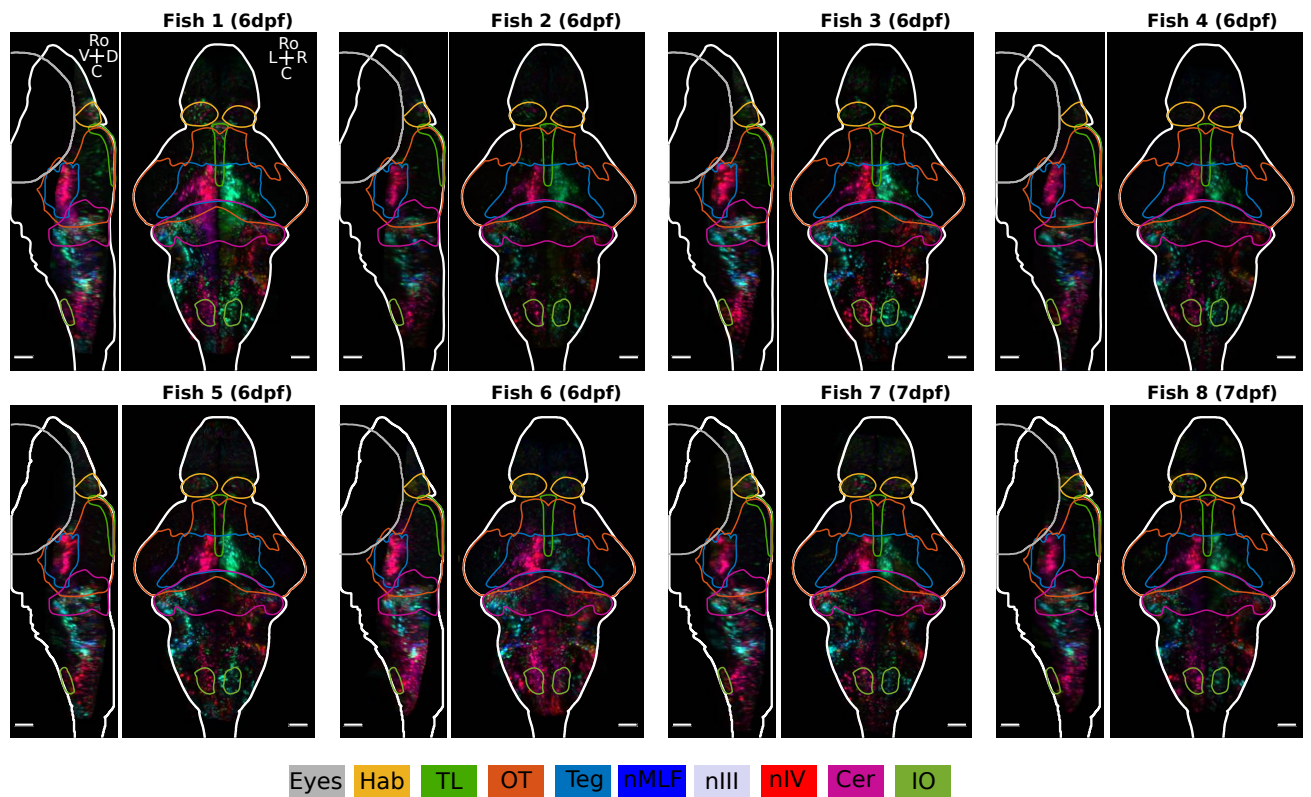 Fish 1 (6dpf)
Fish 2 (6dpf)
Fish 3 (6dpf)
Fish 4 (6dpf)
Ro
V D
C
Ro
L R
C
Fish 5 (6dpf)
Fish 6 (6dpf)
Fish 7 (7dpf)
Fish 8 (7dpf)
Eyes Hab TL OT Teg nMLF nIII nIV Cer IO